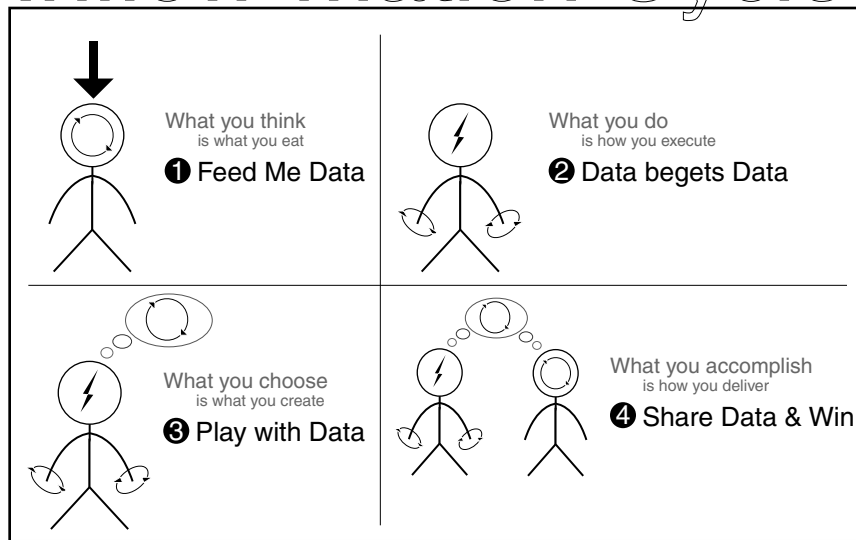 What you think
is what you eat
❶ Feed Me Data
What you do
is how you execute
❷ Data begets Data
What you choose
is what you create
❸ Play with Data
What you accomplish
is how you deliver
❹ Share Data & Win